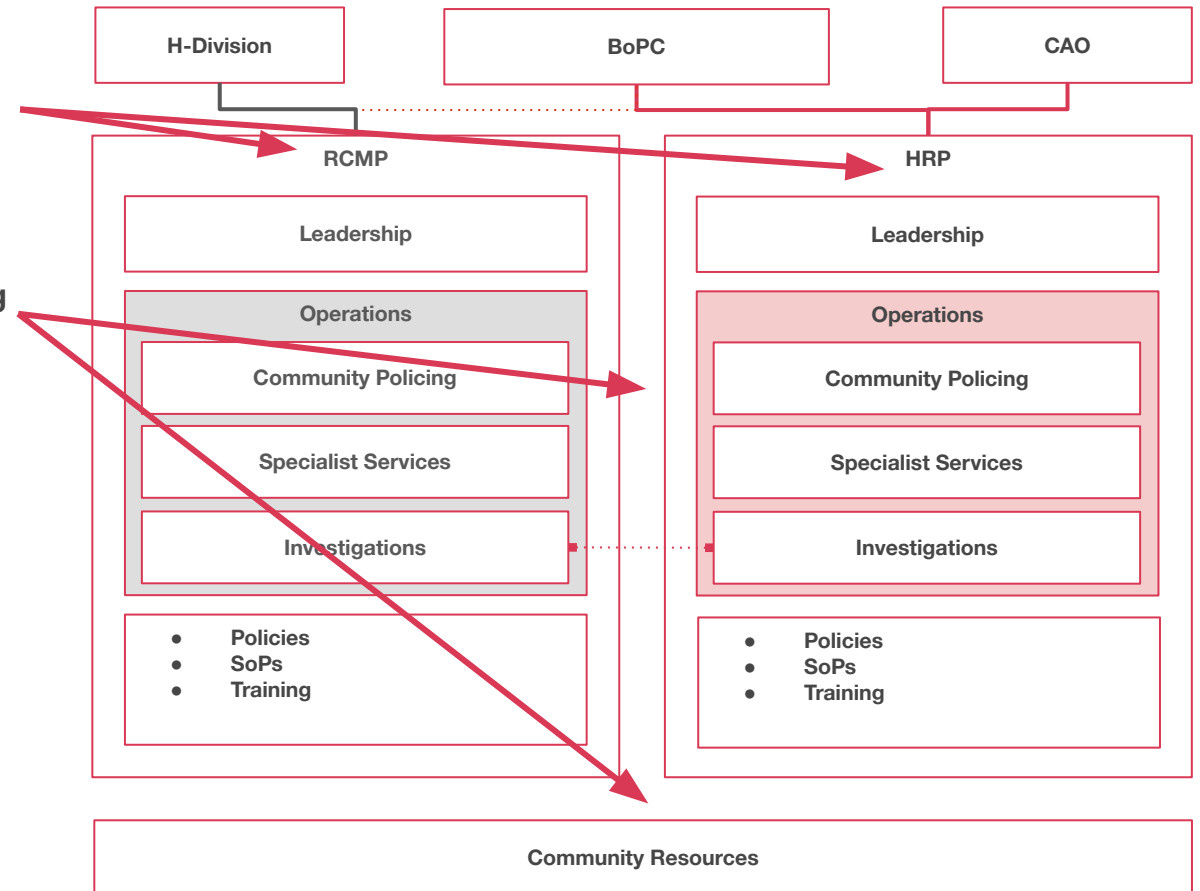 H-Division
BoPC
CAO
RCMP
HRP
Leadership
Leadership
Operations
Operations
Community Policing
Community Policing
Specialist Services
Specialist Services
Investigations
Investigations
● Policies
● SoPs
● Training
● Policies
● SoPs
● Training
g
Community Resources